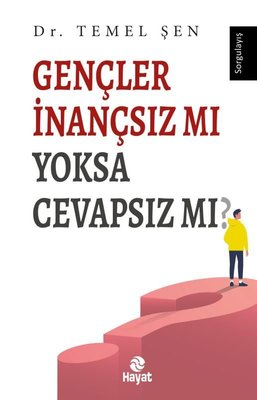 Dr. TEMEL ŞEN
Sorgulayış
GENÇLER
İNANÇSIZ MI
YOKSA
CEVAPSIZ MI?
Hayat